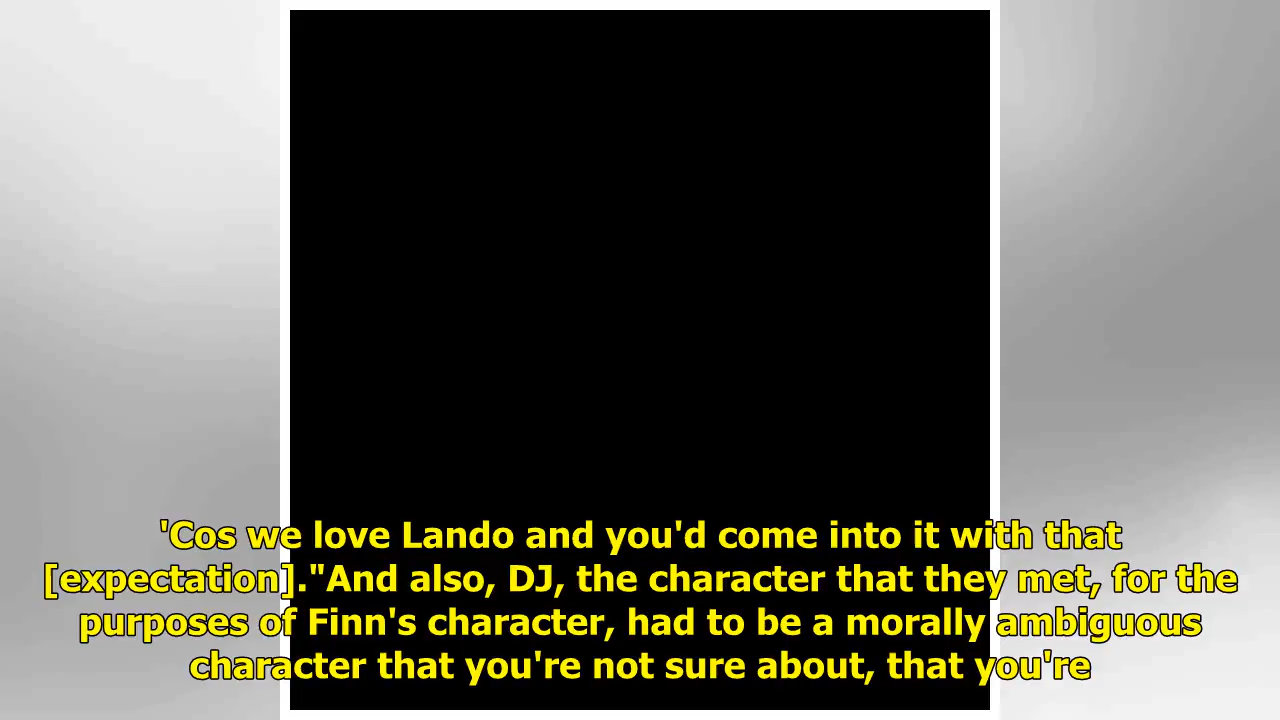 'Cos we love Lando and you'd come into it with that
[expectation]."And also, DJ, the character that they met, for the
purposes of Finn's character, had to be a morally ambiguous
character that you're not sure about, that you're